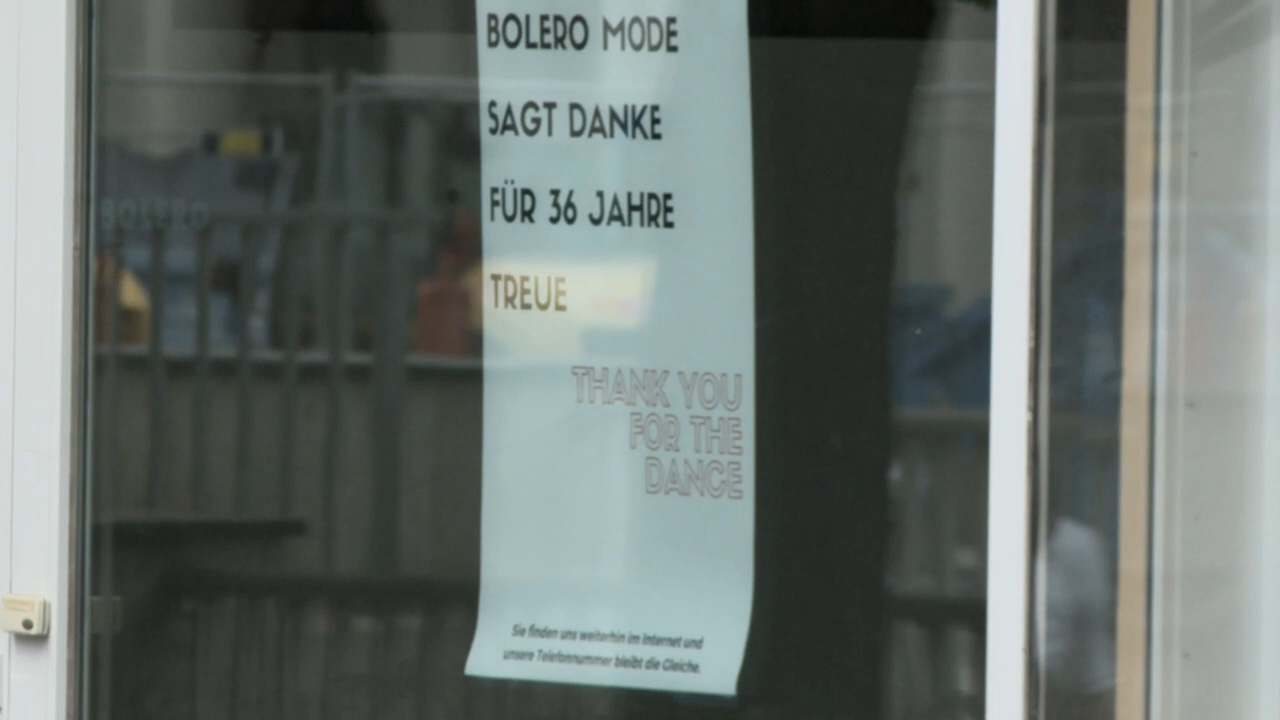 BOLERO MODE
SAGT DANKE
FÜR 36 JAHRE
TREUE
THANK YOU
FOR THE
DANCE
Sie finden uns weiterhin im Internet und
unsere Telefonnummer bleibt die Gleiche.
BOLERO